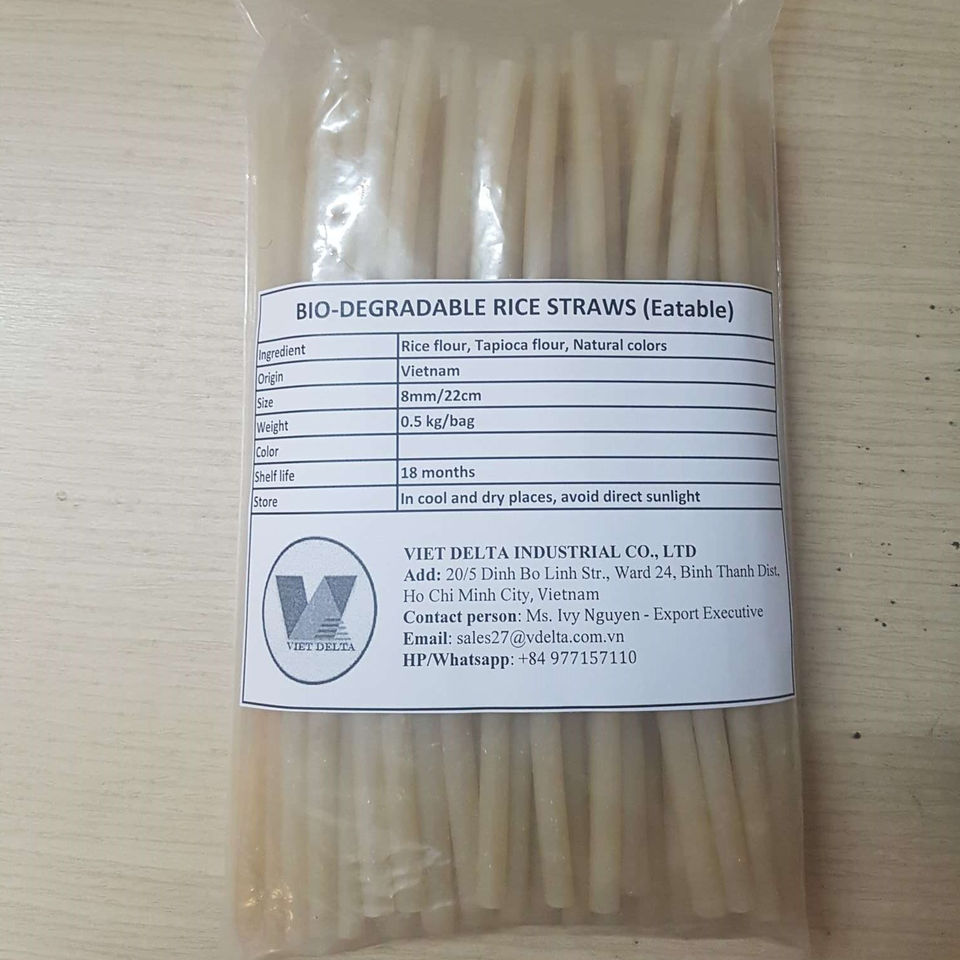 BIO-DEGRADABLE RICE STRAWS (Eatable)
Ingredient Rice flour, Tapioca flour, Natural colors
Origin Vietnam
Size 8mm/22cm
Weight 0.5 kg/bag
Color
Shelf life 18 months
Store In cool and dry places, avoid direct sunlight
VIET DELTA
VIET DELTA INDUSTRIAL CO., LTD
Add: 20/5 Dinh Bo Linh Str., Ward 24, Binh Thanh Dist,
Ho Chi Minh City, Vietnam
Contact person: Ms. Ivy Nguyen - Export Executive
Email: sales27@vdelta.com.vn
HP/Whatsapp: +84 977157110